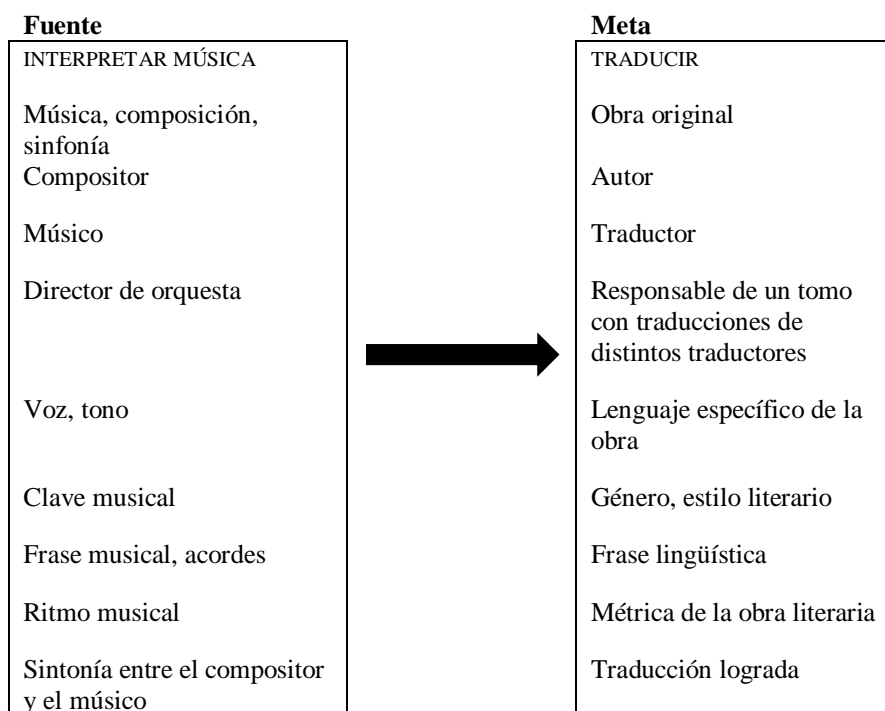 Fuente Meta
INTERPRETAR MÚSICA TRADUCIR
Música, composición, Obra original
sinfonía
Compositor Autor
Músico Traductor
Director de orquesta Responsable de un tomo
con traducciones de
distintos traductores
Voz, tono Lenguaje específico de la
obra
Clave musical Género, estilo literario
Frase musical, acordes Frase lingüística
Ritmo musical Métrica de la obra literaria
Sintonía entre el compositor Traducción lograda
y el músico